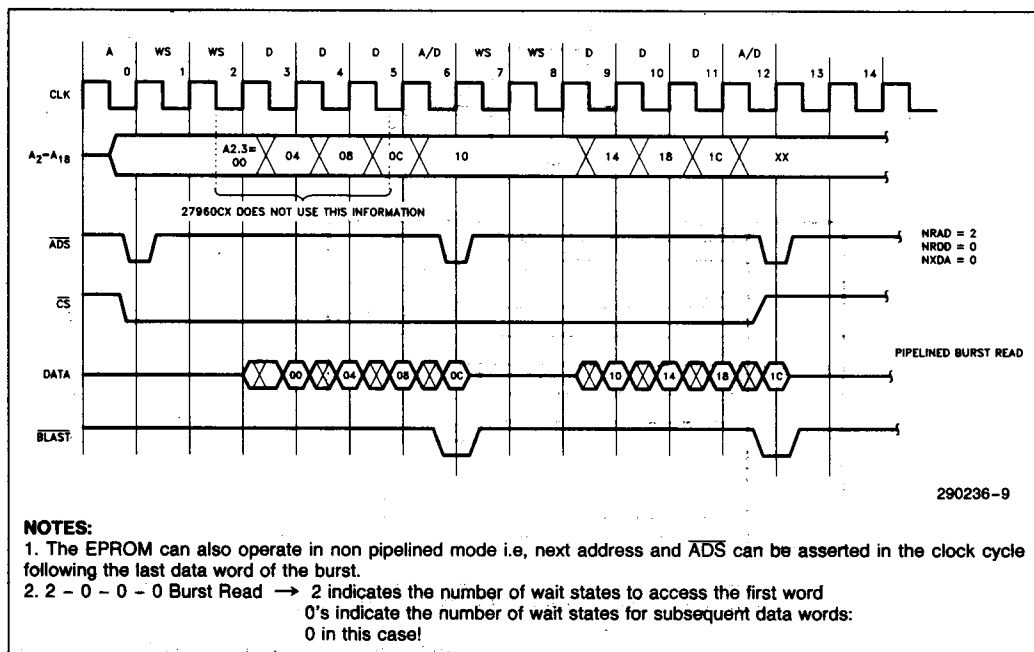 A WS WS D D D A/D WS WS D D D A/D
0 1 2 3 4 5 6 7 8 9 10 11 12 13 14
CLK
A2–A18
A2.3=
00 04 08 0C 10 14 18 1C XX
27960CX DOES NOT USE THIS INFORMATION
ADS
NRAD = 2
NRDD = 0
NXDA = 0
CS
PIPELINED BURST READ
DATA 00 04 08 0C 10 14 18 1C
BLAST
290236–9
NOTES:
1. The EPROM can also operate in non pipelined mode i.e, next address and ADS can be asserted in the clock cycle
following the last data word of the burst.
2. 2 – 0 – 0 – 0 Burst Read → 2 indicates the number of wait states to access the first word
0's indicate the number of wait states for subsequent data words:
0 in this case!